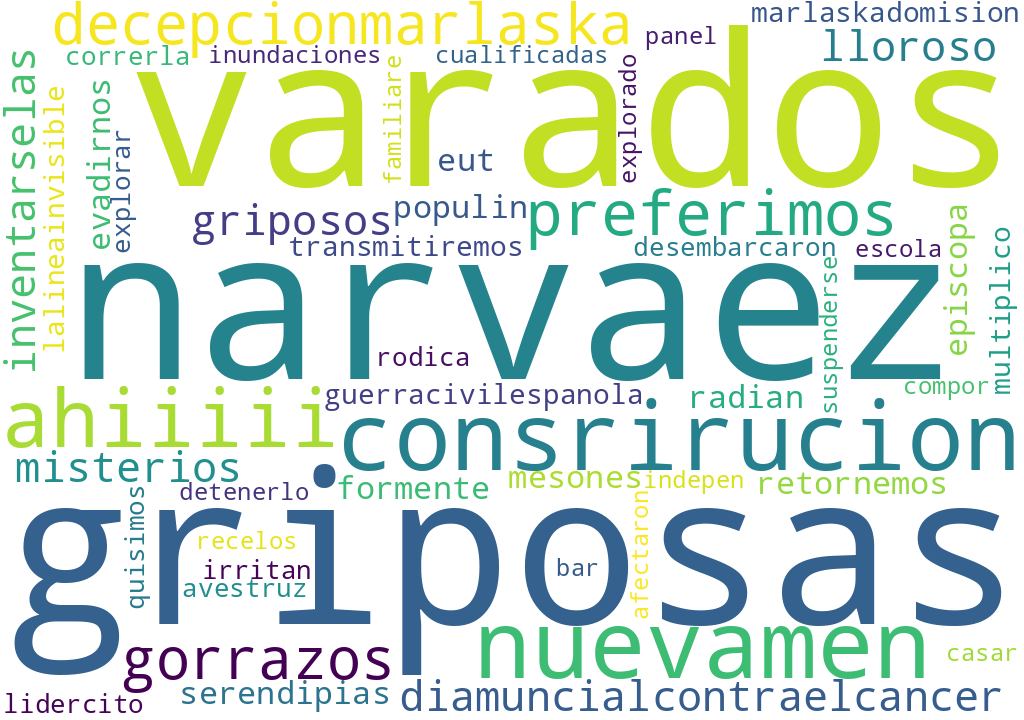 decepcionmarlaska
marlaskadomision
panel
lloroso
correrla
inundaciones
cualificadas
varados
inventarselas
lalineainvisible
evadirnos
explorar
familiare
explorado
eut
griposos
populin
preferimos
transmitiremos
desembarcaron
escola
episcopa
multiplico
suspenderse
narvaez
rodica
guerracivilespanola
radian
compor
ahiiiii
consrirucion
misterios
formente
mesones
indepen
retornemos
detenerlo
quisimos
griposas
recelos
irritan
avestruz
bar
afectaron
gorrazos
nuevamen
casar
lidercito
serendipias
diamuncialcontraelcancer